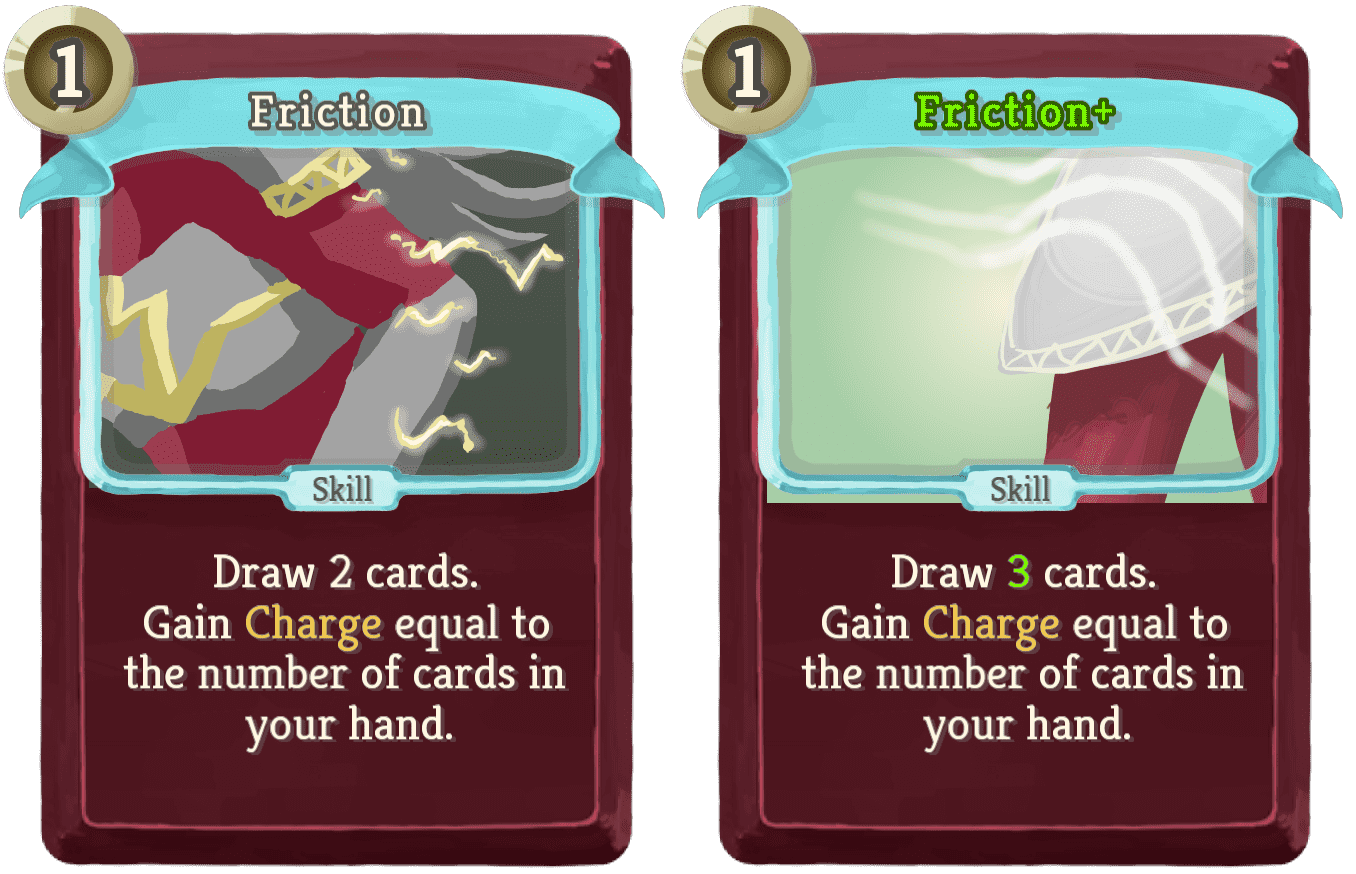 1
Friction
Skill
Draw 2 cards.
Gain Charge equal to
the number of cards in
your hand.
1
Friction+
Skill
Draw 3 cards.
Gain Charge equal to
the number of cards in
your hand.